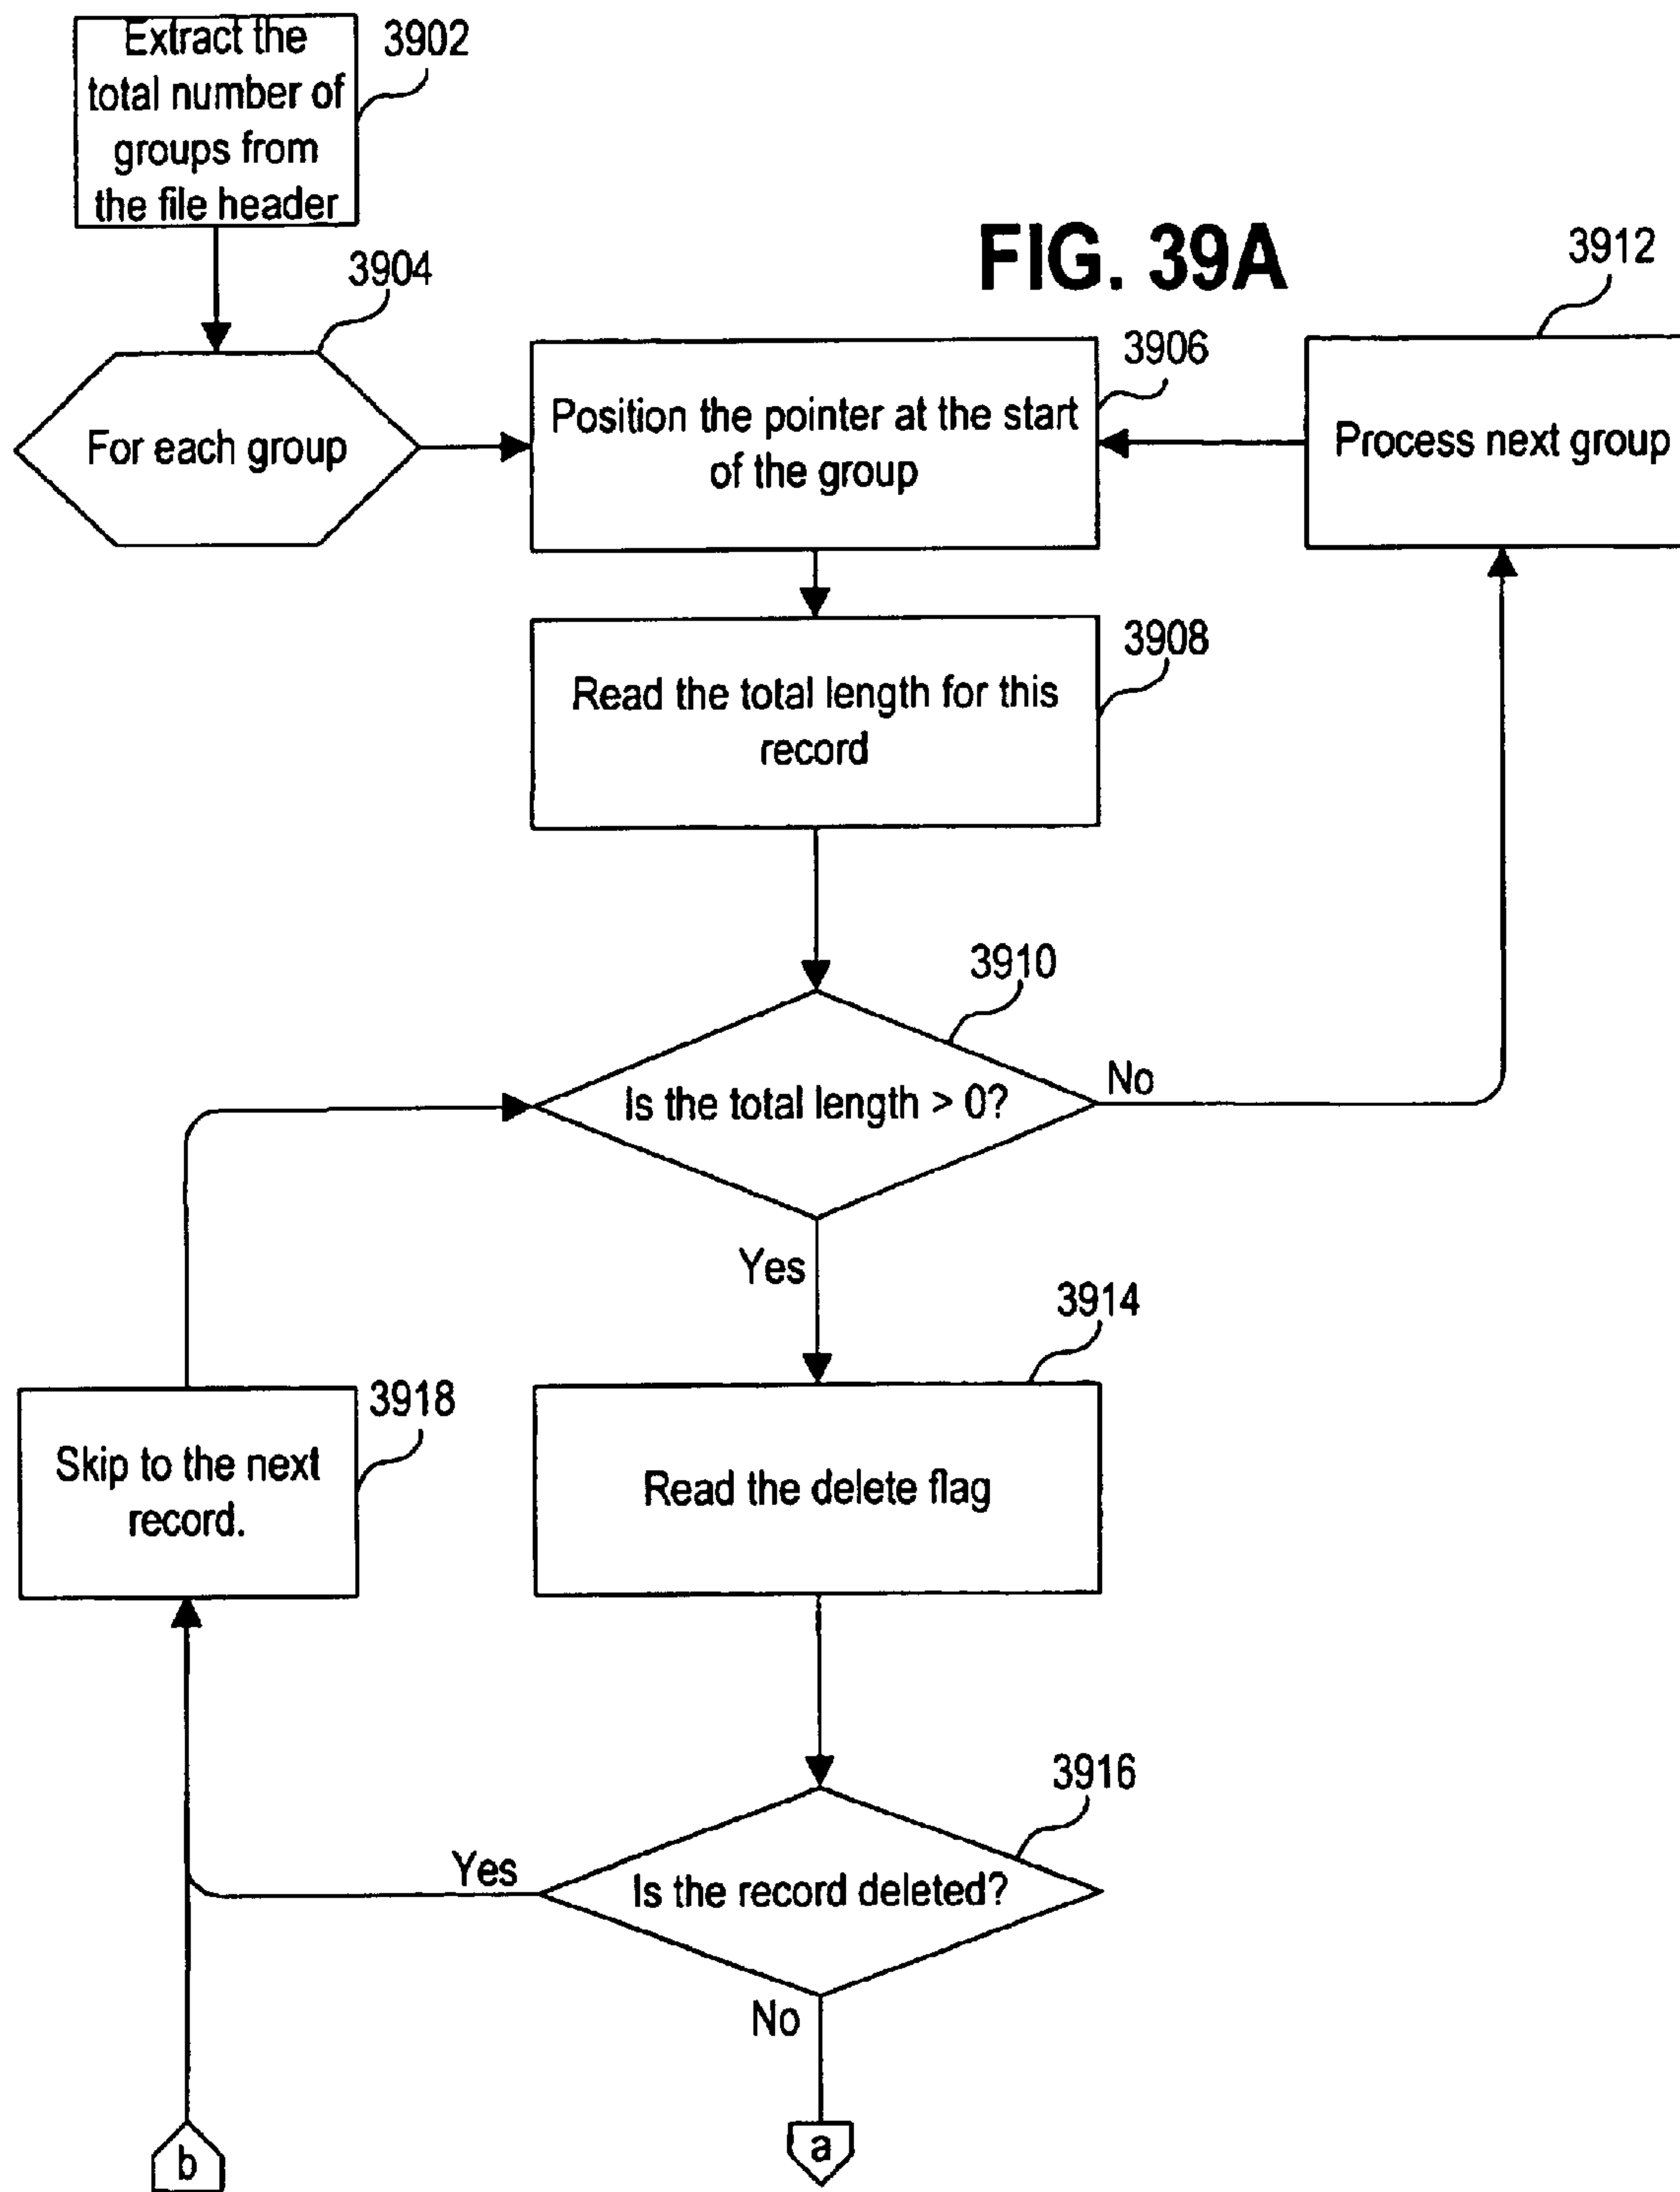 Extract the
total number of
groups from
the file header
3902
FIG. 39A
3904
For each group
3906
Position the pointer at the start
of the group
3912
Process next group
3908
Read the total length for this
record
3910
Is the total length > 0?
No
Yes
3914
Read the delete flag
3918
Skip to the next
record.
3916
Is the record deleted?
Yes
No
b
a